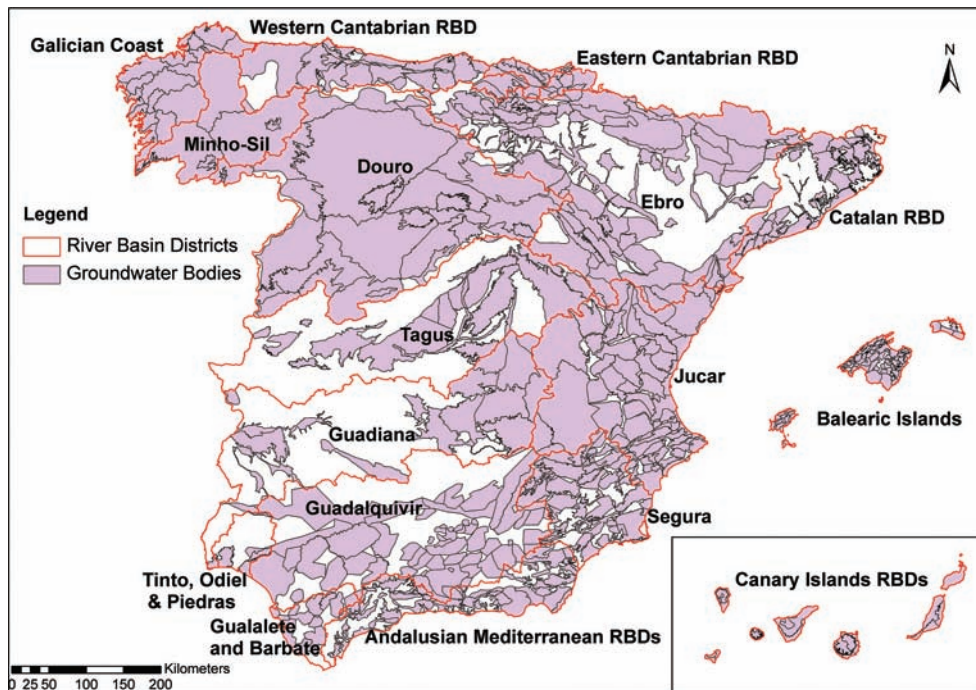 Western Cantabrian RBD
Galician Coast
Eastern Cantabrian RBD
N
Minho-Sil
Douro
Ebro
Catalan RBD
Legend
River Basin Districts
Groundwater Bodies
Tagus
Jucar
Balearic Islands
Guadiana
Guadalquivir
Segura
Tinto, Odiel
& Piedras
Gualalete
and Barbate
Andalusian Mediterranean RBDs
Canary Islands RBDs
Kilometers
0 25 50 100 150 200